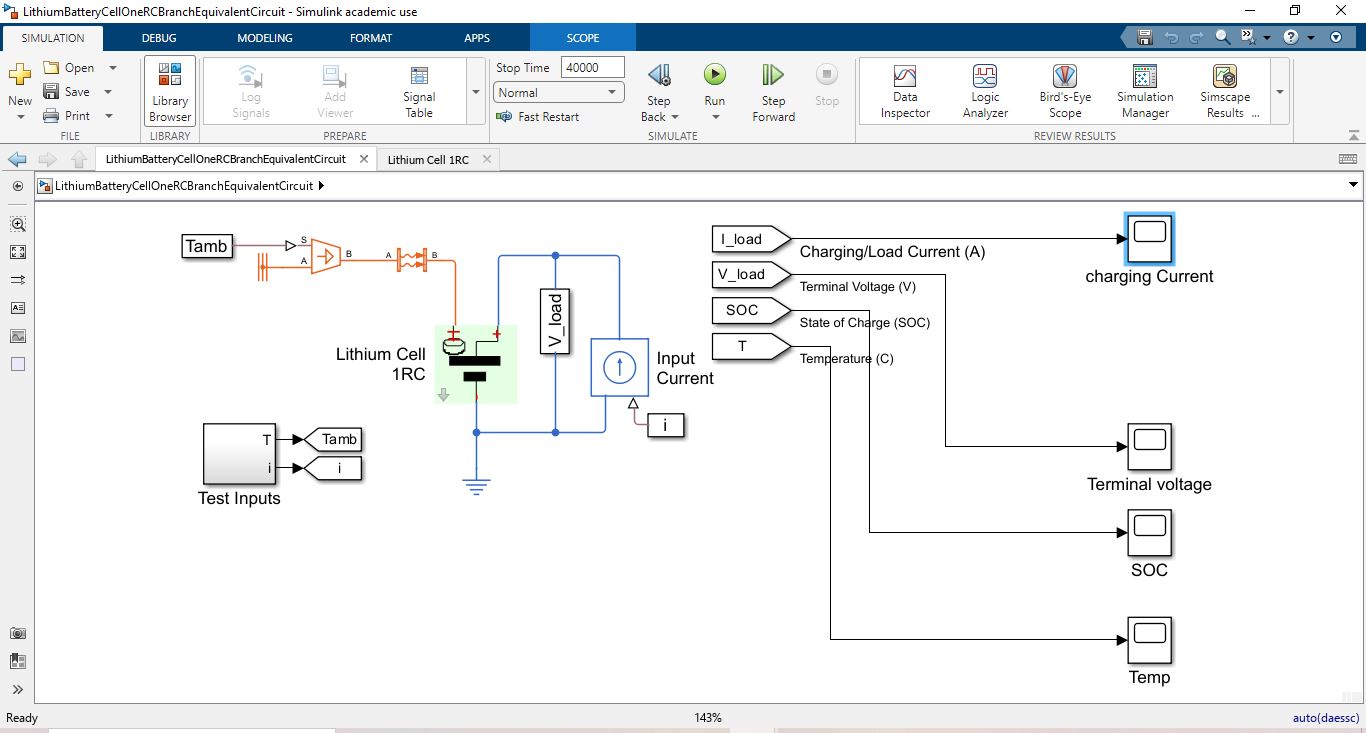 LithiumBatteryCellOneRCBranchEquivalentCircuit - Simulink academic use
SIMULATION DEBUG MODELING FORMAT APPS SCOPE
New
Open
Save
Print
FILE
Library
Browser
LIBRARY
Log
Signals
Add
Viewer
Signal
Table
PREPARE
Stop Time 40000
Normal
Fast Restart
Step
Back
Run
Step
Forward
Stop
SIMULATE
Data
Inspector
Logic
Analyzer
Bird's-Eye
Scope
Simulation
Manager
Simscape
Results ...
REVIEW RESULTS
LithiumBatteryCellOneRCBranchEquivalentCircuit
Lithium Cell 1RC
LithiumBatteryCellOneRCBranchEquivalentCircuit
Tamb
S
A
B
A
B
Lithium Cell
1RC
V_load
Input
Current
i
T
i
Tamb
i
Test Inputs
I_load
Charging/Load Current (A)
V_load
Terminal Voltage (V)
SOC
State of Charge (SOC)
T
Temperature (C)
charging Current
Terminal voltage
SOC
Temp
Ready
143%
auto(daessc)